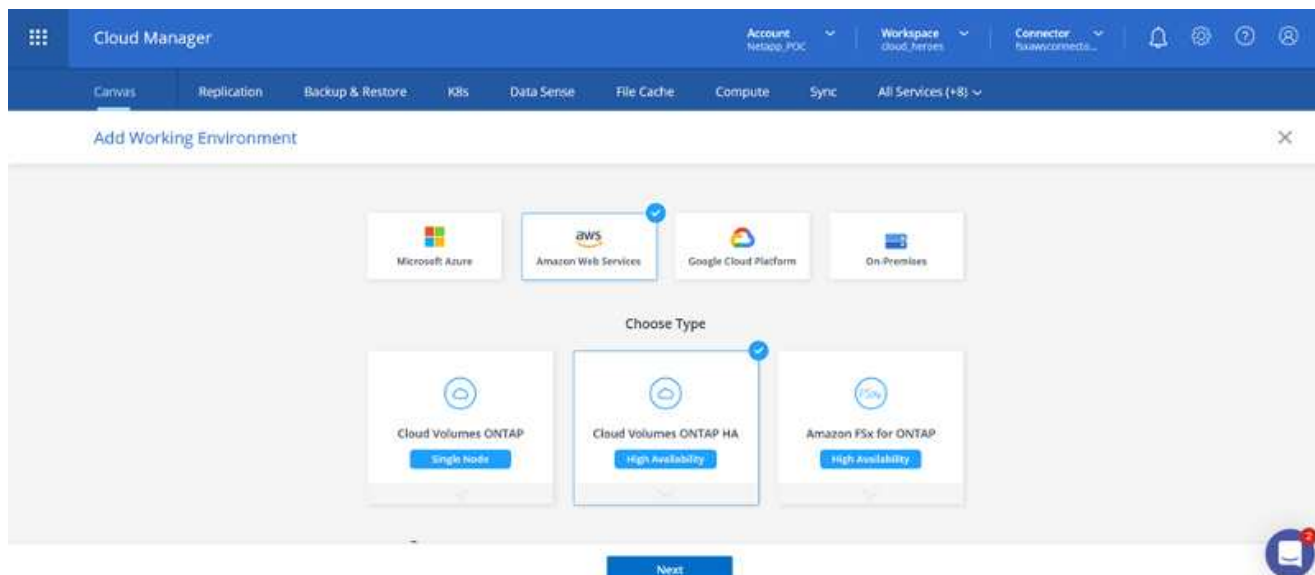 Cloud Manager
Account
Netapp_POC
Workspace
cloud_heroes
Connector
fsxawsconnecto...
Canvas Replication Backup & Restore K8s Data Sense File Cache Compute Sync All Services (+8)
Add Working Environment
Microsoft Azure
aws
Amazon Web Services
Google Cloud Platform
On-Premises
Choose Type
Cloud Volumes ONTAP
Single Node
Cloud Volumes ONTAP HA
High Availability
FSx
Amazon FSx for ONTAP
High Availability
Next
2